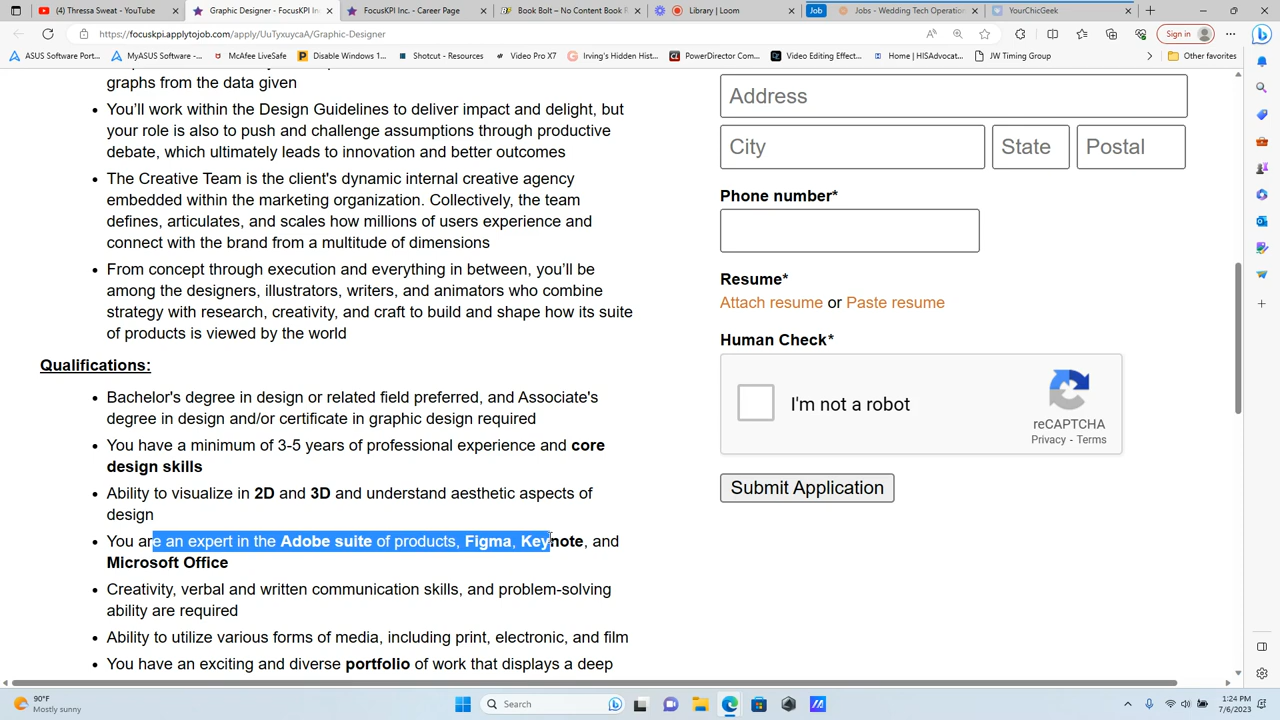 (4) Thressa Sweat - YouTube
Graphic Designer - FocusKPI Inc.
FocusKPI Inc. - Career Page
Book Bolt – No Content Book R
Library | Loom
Job
Jobs - Wedding Tech Operation
YourChicGeek
https://focuskpi.applytojob.com/apply/UuTyxuycaA/Graphic-Designer
Sign in
ASUS Software Port...
MyASUS Software -...
McAfee LiveSafe
Disable Windows 1...
Shotcut - Resources
Video Pro X7
Irving's Hidden Hist...
PowerDirector Com...
Video Editing Effect...
Home | HISAdvocat...
JW Timing Group
Other favorites
graphs from the data given
• You'll work within the Design Guidelines to deliver impact and delight, but
your role is also to push and challenge assumptions through productive
debate, which ultimately leads to innovation and better outcomes
• The Creative Team is the client's dynamic internal creative agency
embedded within the marketing organization. Collectively, the team
defines, articulates, and scales how millions of users experience and
connect with the brand from a multitude of dimensions
• From concept through execution and everything in between, you'll be
among the designers, illustrators, writers, and animators who combine
strategy with research, creativity, and craft to build and shape how its suite
of products is viewed by the world
Qualifications:
• Bachelor's degree in design or related field preferred, and Associate's
degree in design and/or certificate in graphic design required
• You have a minimum of 3-5 years of professional experience and core
design skills
• Ability to visualize in 2D and 3D and understand aesthetic aspects of
design
• You are an expert in the Adobe suite of products, Figma, Keynote, and
Microsoft Office
• Creativity, verbal and written communication skills, and problem-solving
ability are required
• Ability to utilize various forms of media, including print, electronic, and film
• You have an exciting and diverse portfolio of work that displays a deep
Address
City
State
Postal
Phone number*
Resume*
Attach resume or Paste resume
Human Check*
I'm not a robot
reCAPTCHA
Privacy - Terms
Submit Application
90°F
Mostly sunny
Search
1:24 PM
7/6/2023